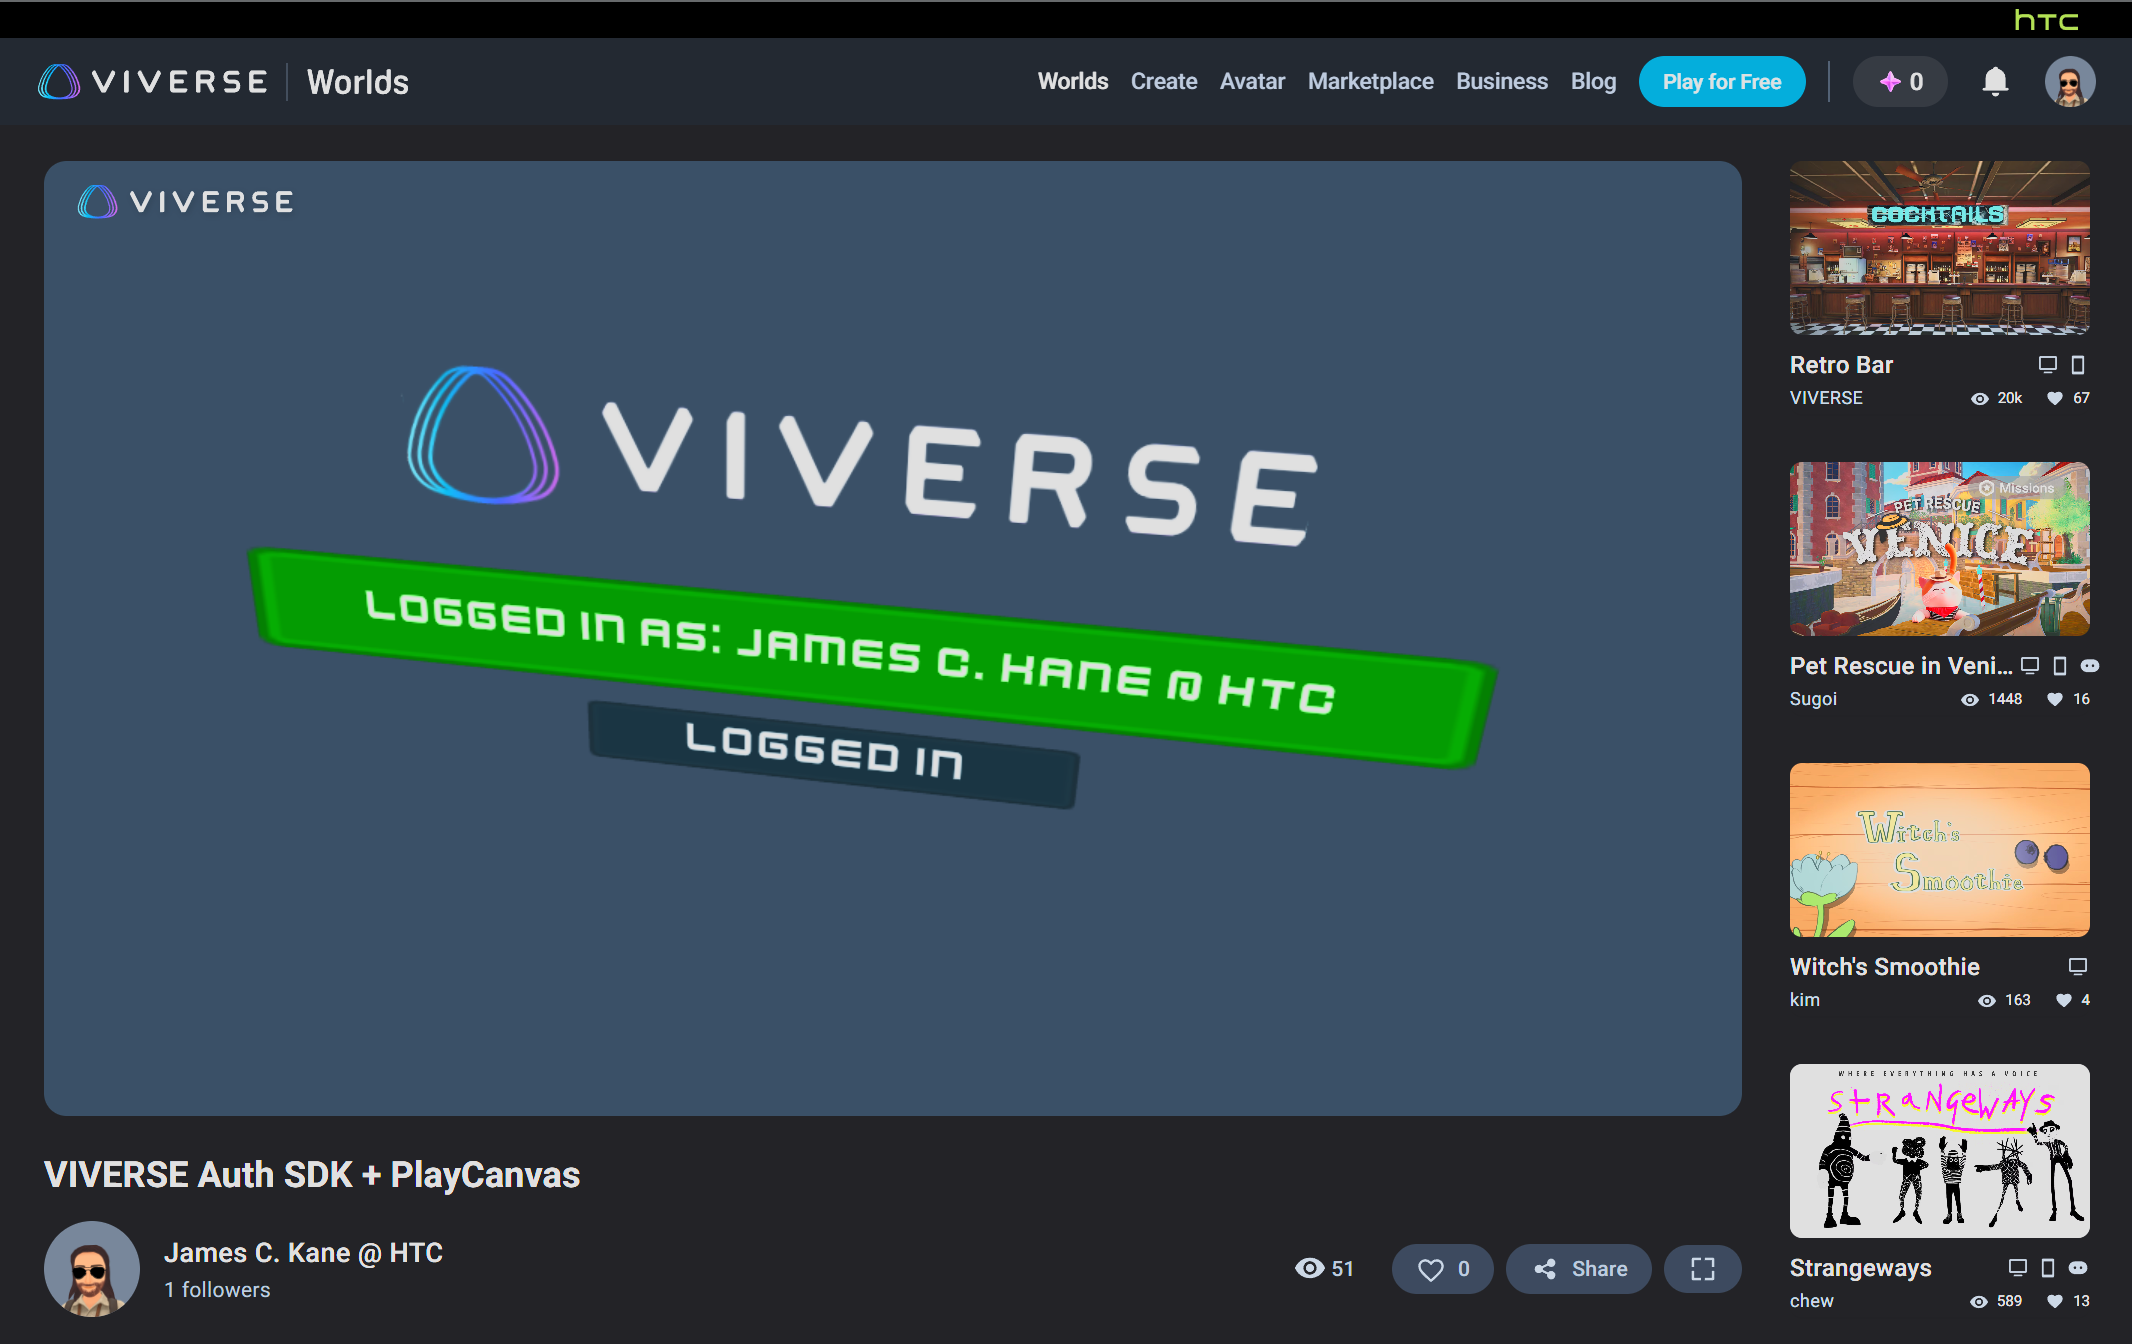 hTC
VIVERSE Worlds
Worlds Create Avatar Marketplace Business Blog Play for Free 0
VIVERSE
VIVERSE
LOGGED IN AS: JAMES C. KANE @ HTC
LOGGED IN
VIVERSE Auth SDK + PlayCanvas
James C. Kane @ HTC
1 followers
51 0 Share
COCKTAILS
Retro Bar
VIVERSE 20k 67
Missions
PET RESCUE
VENICE
Pet Rescue in Veni...
Sugoi 1448 16
Witch's
Smoothie
Witch's Smoothie
kim 163 4
WHERE EVERYTHING HAS A VOICE
STRANGEWAYS
Strangeways
chew 589 13